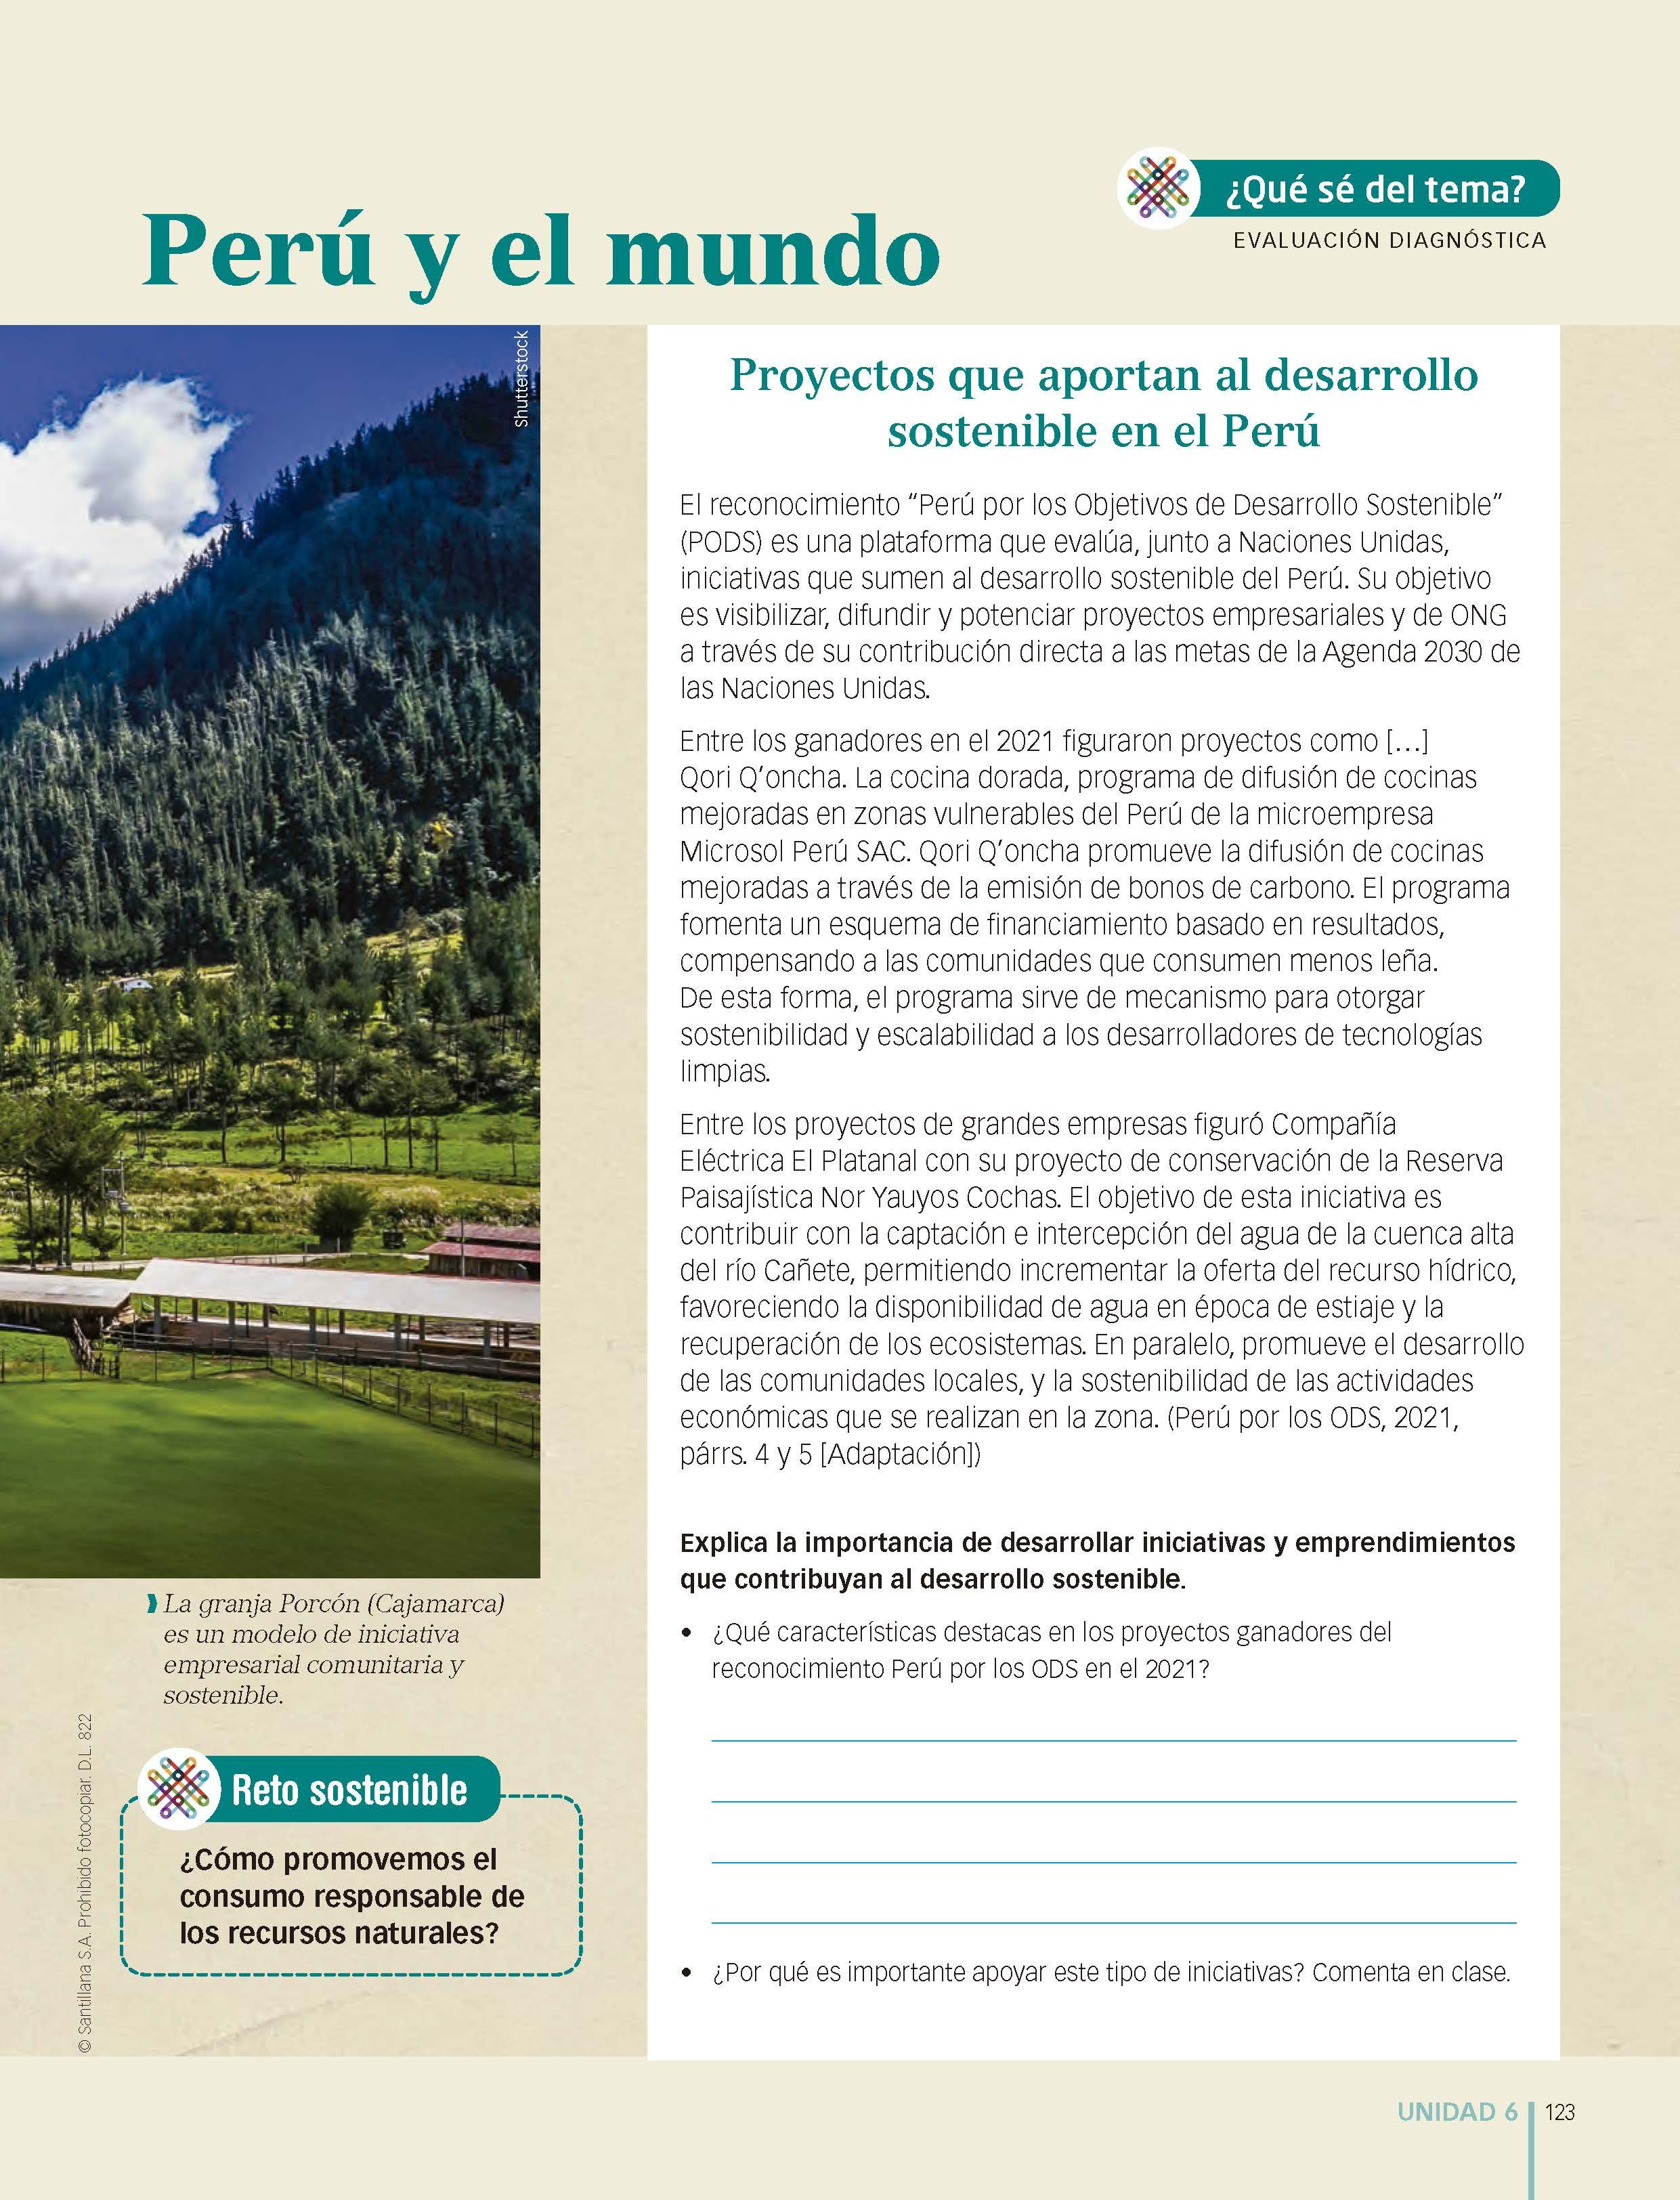 Perú y el mundo
¿Qué sé del tema?
EVALUACIÓN DIAGNÓSTICA
Shutterstock
Proyectos que aportan al desarrollo
sostenible en el Perú
El reconocimiento “Perú por los Objetivos de Desarrollo Sostenible”
(PODS) es una plataforma que evalúa, junto a Naciones Unidas,
iniciativas que sumen al desarrollo sostenible del Perú. Su objetivo
es visibilizar, difundir y potenciar proyectos empresariales y de ONG
a través de su contribución directa a las metas de la Agenda 2030 de
las Naciones Unidas.
Entre los ganadores en el 2021 figuraron proyectos como […]
Qori Q’oncha. La cocina dorada, programa de difusión de cocinas
mejoradas en zonas vulnerables del Perú de la microempresa
Microsol Perú SAC. Qori Q’oncha promueve la difusión de cocinas
mejoradas a través de la emisión de bonos de carbono. El programa
fomenta un esquema de financiamiento basado en resultados,
compensando a las comunidades que consumen menos leña.
De esta forma, el programa sirve de mecanismo para otorgar
sostenibilidad y escalabilidad a los desarrolladores de tecnologías
limpias.
Entre los proyectos de grandes empresas figuró Compañía
Eléctrica El Platanal con su proyecto de conservación de la Reserva
Paisajística Nor Yauyos Cochas. El objetivo de esta iniciativa es
contribuir con la captación e intercepción del agua de la cuenca alta
del río Cañete, permitiendo incrementar la oferta del recurso hídrico,
favoreciendo la disponibilidad de agua en época de estiaje y la
recuperación de los ecosistemas. En paralelo, promueve el desarrollo
de las comunidades locales, y la sostenibilidad de las actividades
económicas que se realizan en la zona. (Perú por los ODS, 2021,
párrs. 4 y 5 [Adaptación])
Explica la importancia de desarrollar iniciativas y emprendimientos
que contribuyan al desarrollo sostenible.
• ¿Qué características destacas en los proyectos ganadores del
reconocimiento Perú por los ODS en el 2021?
• ¿Por qué es importante apoyar este tipo de iniciativas? Comenta en clase.
La granja Porcón (Cajamarca)
es un modelo de iniciativa
empresarial comunitaria y
sostenible.
Reto sostenible
¿Cómo promovemos el
consumo responsable de
los recursos naturales?
© Santillana S.A. Prohibido fotocopiar. D.L. 822
UNIDAD 6
123